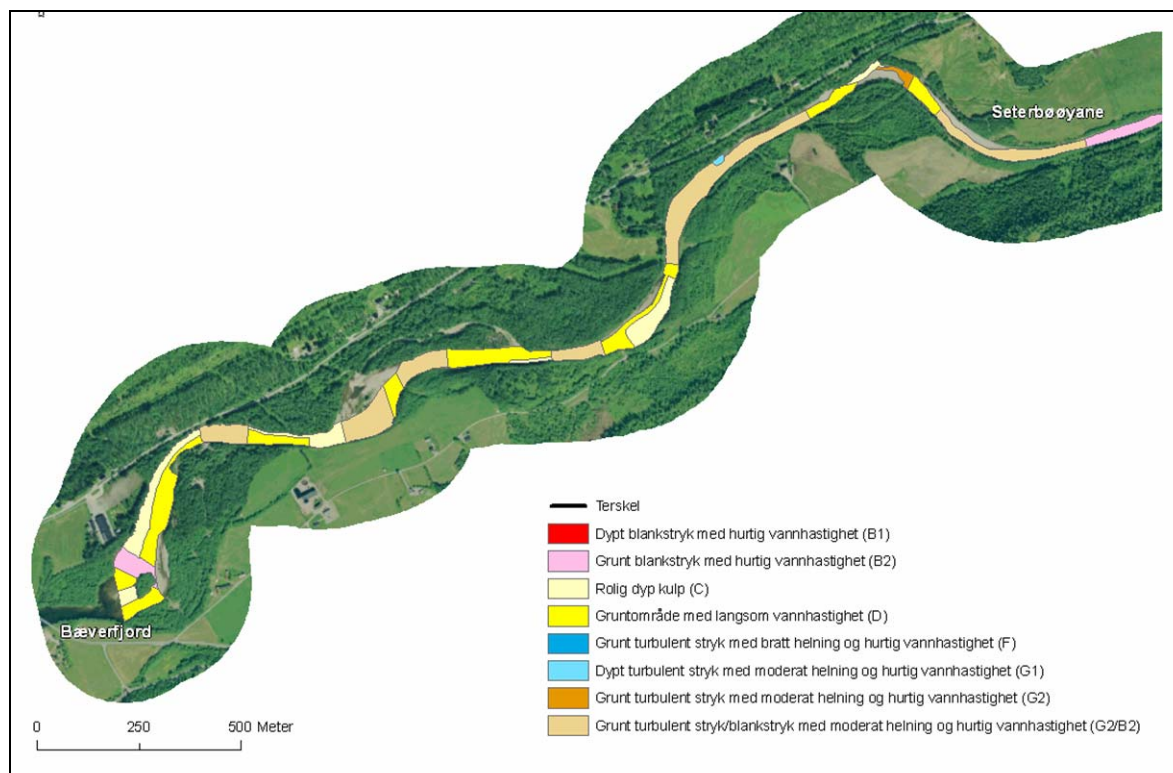 Seterbøøyane
Bæverfjord
Terskel
Dypt blankstryk med hurtig vannhastighet (B1)
Grunt blankstryk med hurtig vannhastighet (B2)
Rolig dyp kulp (C)
Gruntområde med langsom vannhastighet (D)
Grunt turbulent stryk med bratt helning og hurtig vannhastighet (F)
Dypt turbulent stryk med moderat helning og hurtig vannhastighet (G1)
Grunt turbulent stryk med moderat helning og hurtig vannhastighet (G2)
Grunt turbulent stryk/blankstryk med moderat helning og hurtig vannhastighet (G2/B2)
0 250 500 Meter